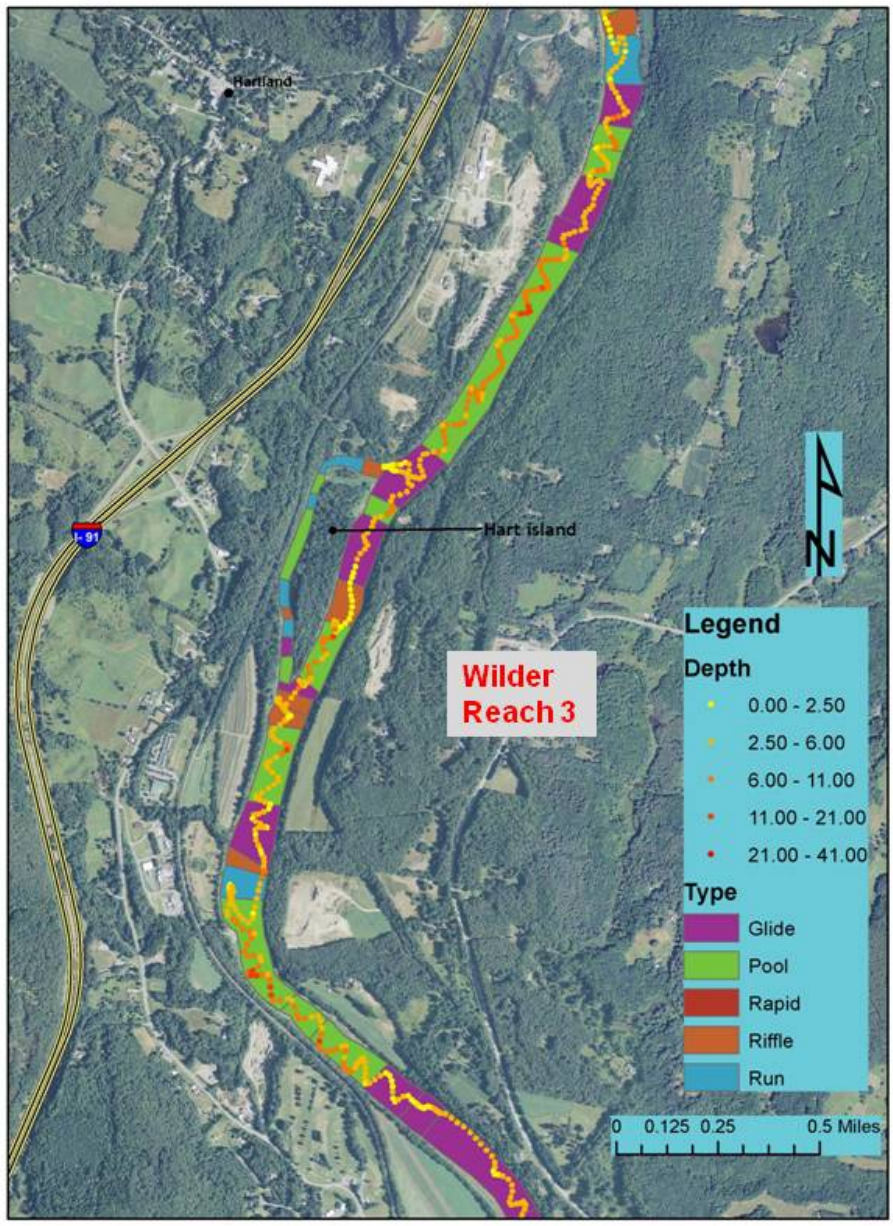 Hartland
I- 91
Hart island
N
Wilder
Reach 3
Legend
Depth
0.00 - 2.50
2.50 - 6.00
6.00 - 11.00
11.00 - 21.00
21.00 - 41.00
Type
Glide
Pool
Rapid
Riffle
Run
0 0.125 0.25 0.5 Miles